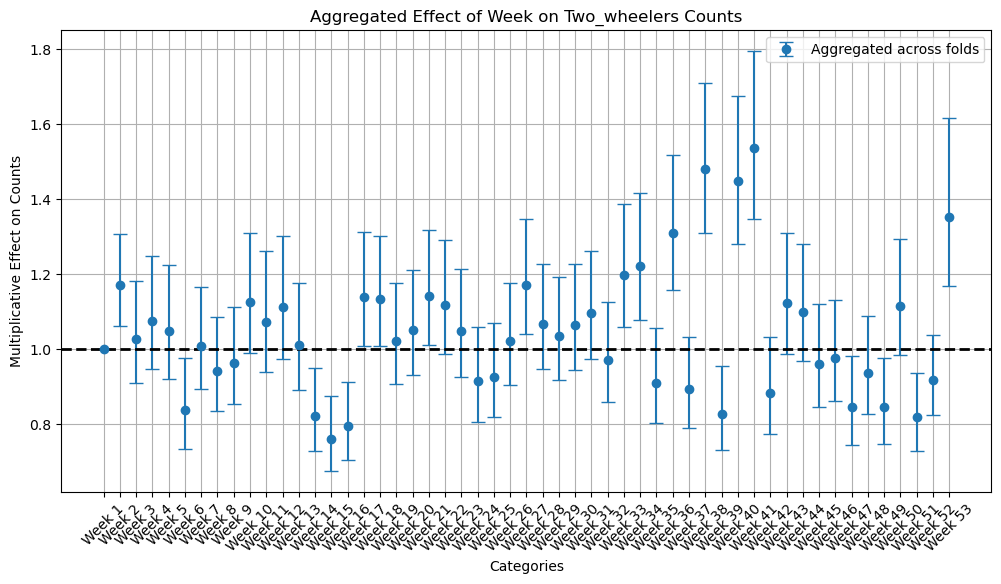 Aggregated Effect of Week on Two_wheelers Counts
Aggregated across folds
Multiplicative Effect on Counts
1.8
1.6
1.4
1.2
1.0
0.8
Week 1
Week 2
Week 3
Week 4
Week 5
Week 6
Week 7
Week 8
Week 9
Week 10
Week 11
Week 12
Week 13
Week 14
Week 15
Week 16
Week 17
Week 18
Week 19
Week 20
Week 21
Week 22
Week 23
Week 24
Week 25
Week 26
Week 27
Week 28
Week 29
Week 30
Week 31
Week 32
Week 33
Week 34
Week 35
Week 36
Week 37
Week 38
Week 39
Week 40
Week 41
Week 42
Week 43
Week 44
Week 45
Week 46
Week 47
Week 48
Week 49
Week 50
Week 51
Week 52
Week 53
Categories